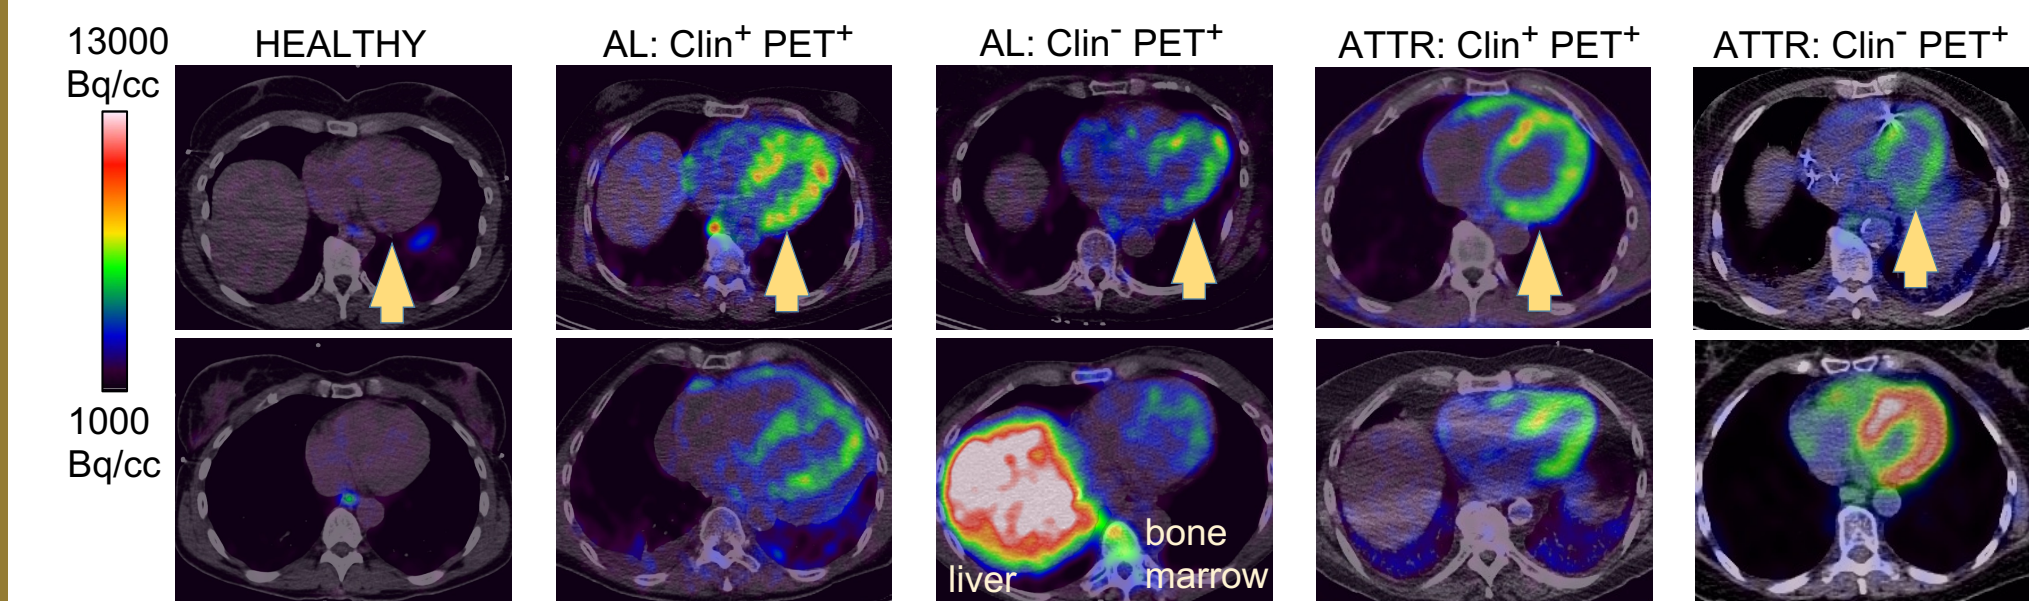 13000
Bq/cc
HEALTHY
AL: Clin+ PET+
AL: Clin- PET+
ATTR: Clin+ PET+
ATTR: Clin- PET+
1000
Bq/cc
liver
bone
marrow